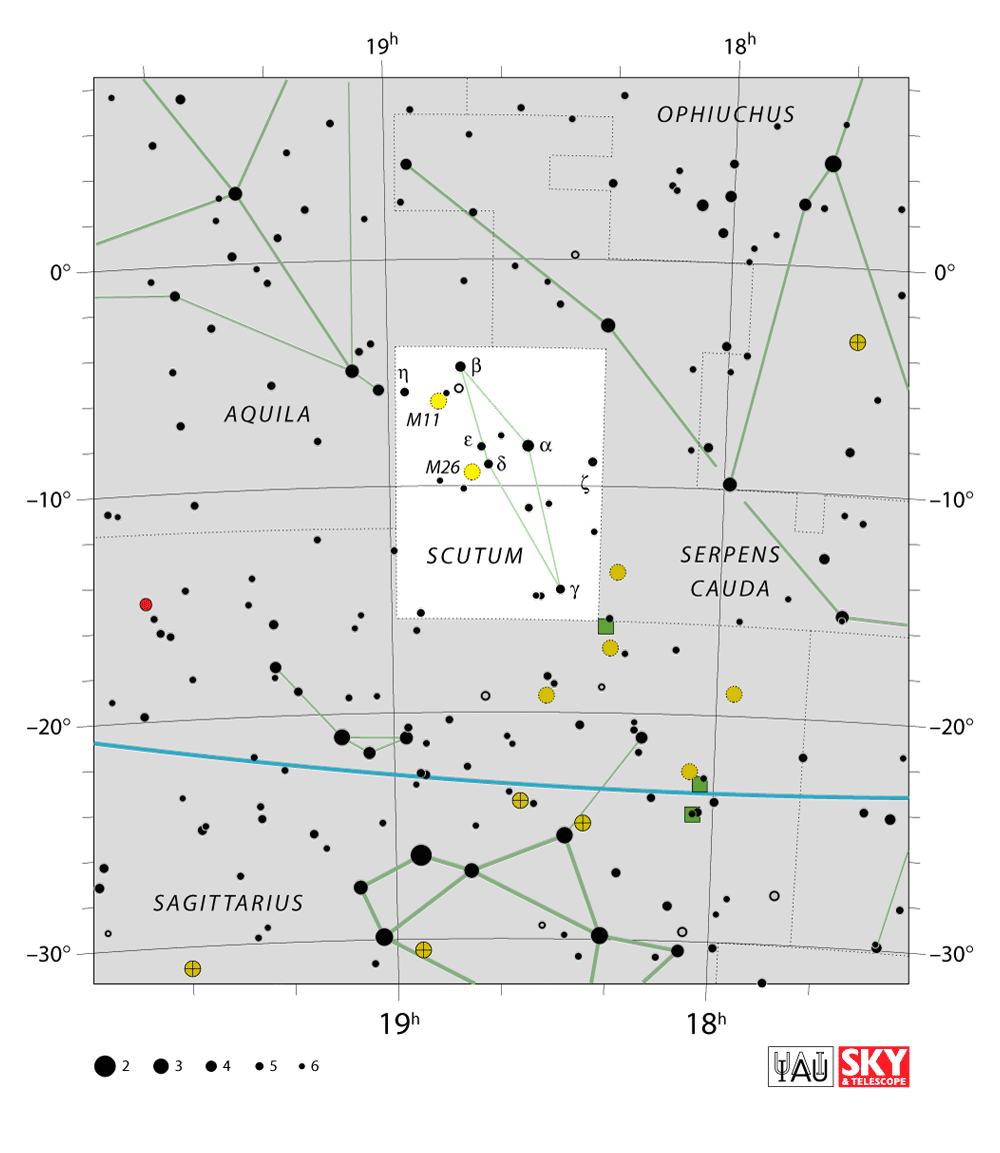 19h 18h
OPHIUCHUS
0° 0°
β
η
M11
AQUILA
ε α
M26 δ
ζ
−10° −10°
SCUTUM
SERPENS
CAUDA
γ
−20° −20°
SAGITTARIUS
−30° −30°
19h 18h
2 3 4 5 6
IAU
SKY
& TELESCOPE